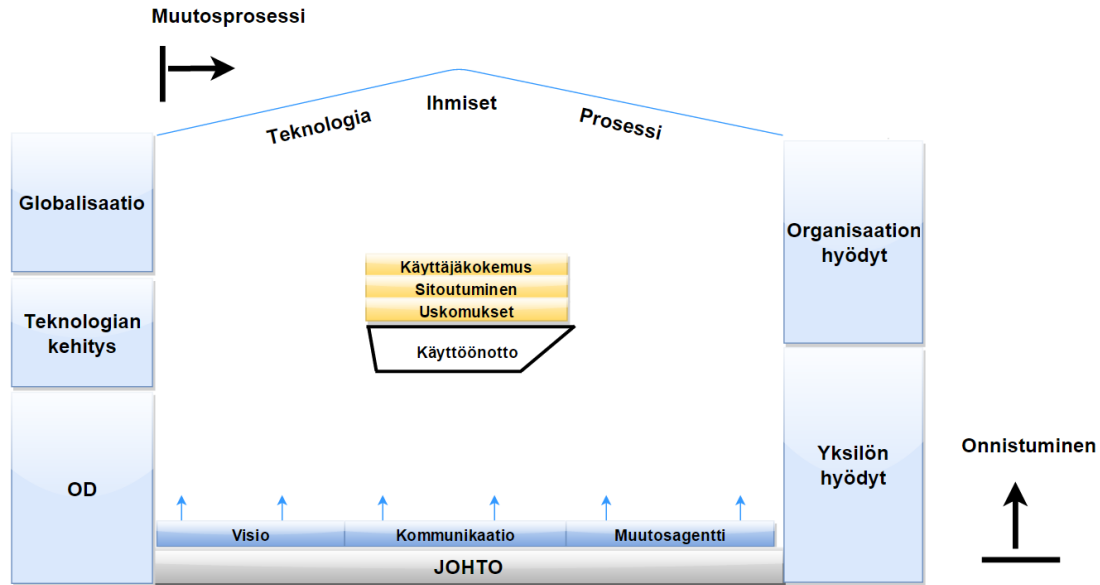 Muutosprosessi
Teknologia
Ihmiset
Prosessi
Globalisaatio
Teknologian
kehitys
OD
Käyttäjäkokemus
Sitoutuminen
Uskomukset
Käyttöönotto
Organisaation
hyödyt
Yksilön
hyödyt
Onnistuminen
Visio
Kommunikaatio
Muutosagentti
JOHTO